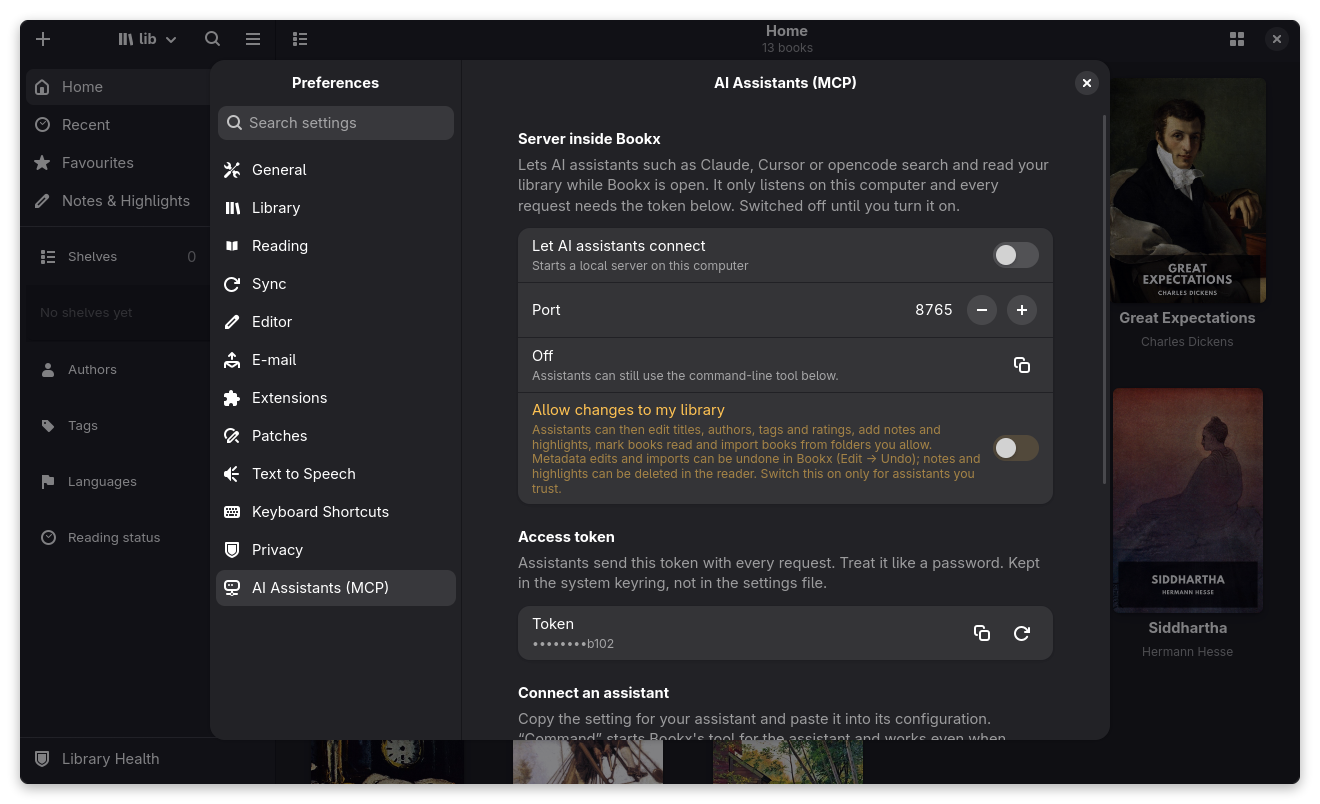 lib
Home
13 books
Home
Recent
Favourites
Notes & Highlights
Shelves
0
No shelves yet
Authors
Tags
Languages
Reading status
Library Health
Preferences
Search settings
General
Library
Reading
Sync
Editor
E-mail
Extensions
Patches
Text to Speech
Keyboard Shortcuts
Privacy
AI Assistants (MCP)
AI Assistants (MCP)
Server inside Bookx
Lets AI assistants such as Claude, Cursor or opencode search and read your
library while Bookx is open. It only listens on this computer and every
request needs the token below. Switched off until you turn it on.
Let AI assistants connect
Starts a local server on this computer
Port
8765
Off
Assistants can still use the command-line tool below.
Allow changes to my library
Assistants can then edit titles, authors, tags and ratings, add notes and
highlights, mark books read and import books from folders you allow.
Metadata edits and imports can be undone in Bookx (Edit → Undo); notes and
highlights can be deleted in the reader. Switch this on only for assistants you
trust.
Access token
Assistants send this token with every request. Treat it like a password. Kept
in the system keyring, not in the settings file.
Token
••••••••b102
Connect an assistant
Copy the setting for your assistant and paste it into its configuration.
“Command” starts Bookx's tool for the assistant and works even when
GREAT
EXPECTATIONS
CHARLES DICKENS
Great Expectations
Charles Dickens
SIDDHARTHA
HERMANN HESSE
Siddhartha
Hermann Hesse